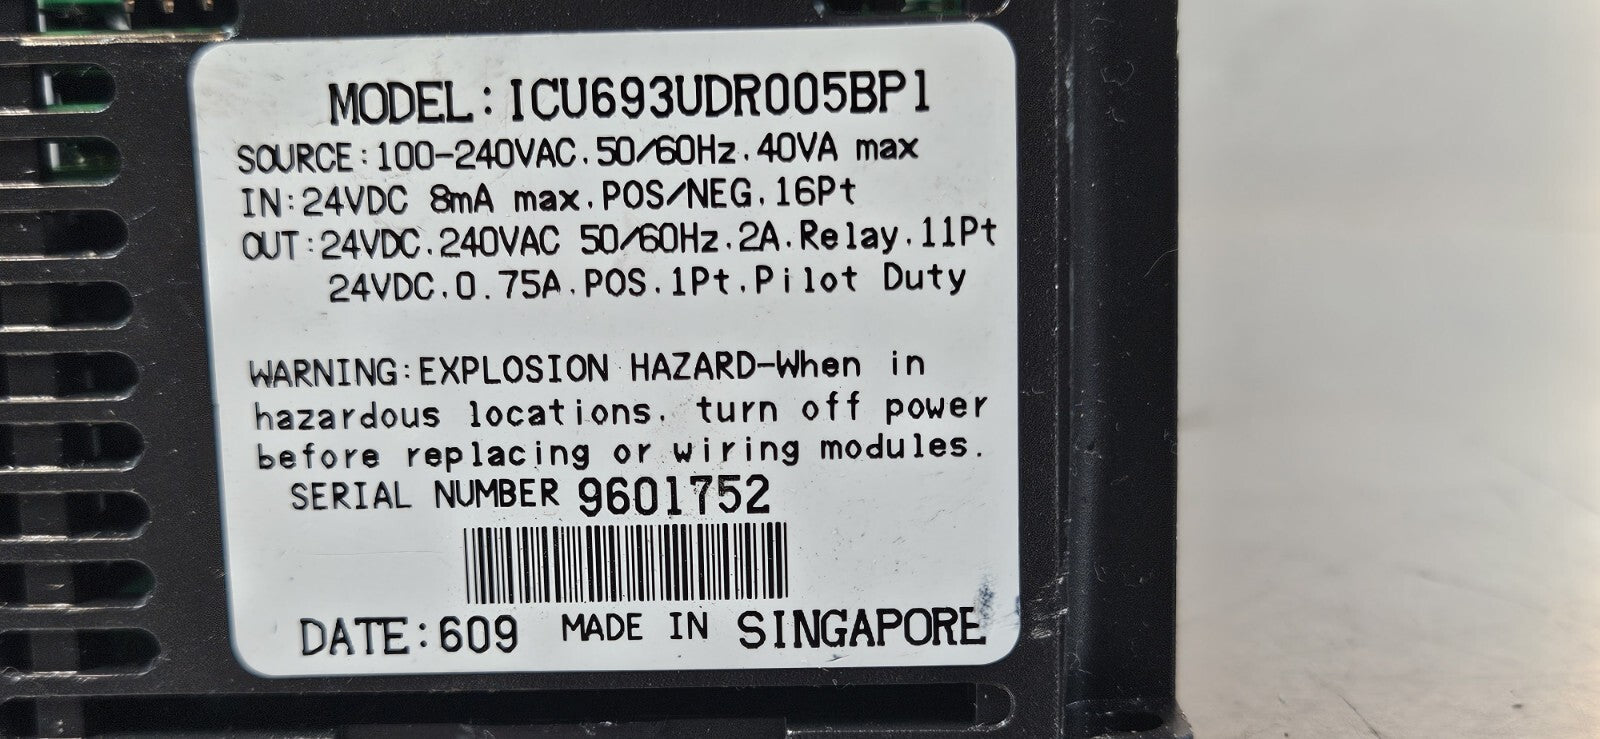 MODEL:ICU693UDR005BP1
SOURCE:100-240VAC.50/60Hz.40VA max
IN:24VDC 8mA max.POS/NEG.16Pt
OUT:24VDC.240VAC 50/60Hz.2A.Relay.11Pt
24VDC.0.75A.POS.1Pt.Pilot Duty
WARNING:EXPLOSION HAZARD-When in
hazardous locations. turn off power
before replacing or wiring modules.
SERIAL NUMBER 9601752
DATE:609 MADE IN SINGAPORE